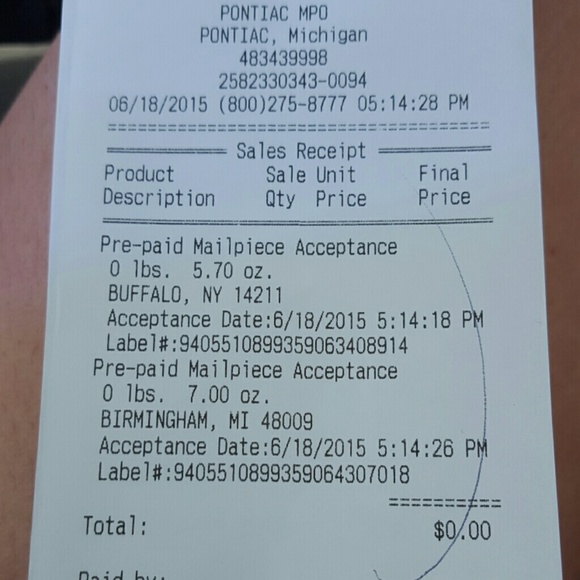 PONTIAC MPO
PONTIAC, Michigan
483439998
2582330343-0094
06/18/2015 (800)275-8777 05:14:28 PM
Sales Receipt
Product Sale Unit Final
Description Qty Price Price
Pre-paid Mailpiece Acceptance
0 lbs. 5.70 oz.
BUFFALO, NY 14211
Acceptance Date:6/18/2015 5:14:18 PM
Label#:9405510899359063408914
Pre-paid Mailpiece Acceptance
0 lbs. 7.00 oz.
BIRMINGHAM, MI 48009
Acceptance Date:6/18/2015 5:14:26 PM
Label#:9405510899359064307018
Total: $0.00
Paid by: